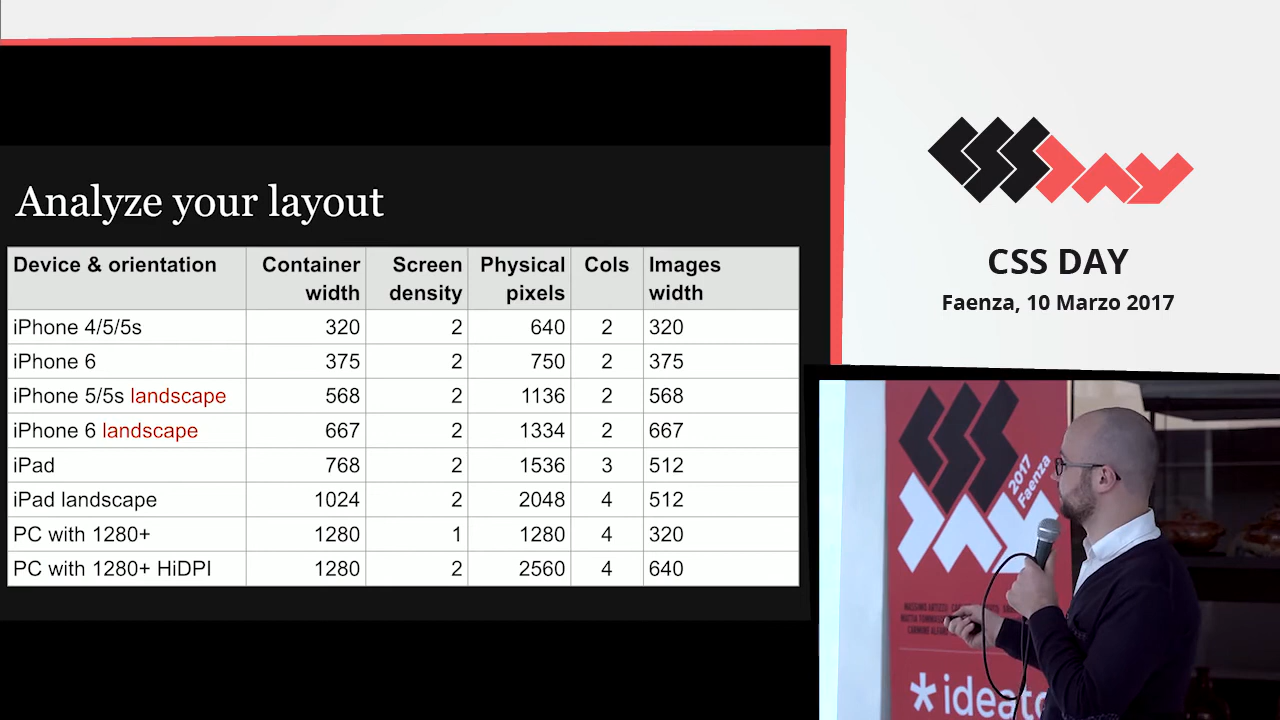 Analyze your layout
Device & orientation Container width Screen density Physical pixels Cols Images width
iPhone 4/5/5s 320 2 640 2 320
iPhone 6 375 2 750 2 375
iPhone 5/5s landscape 568 2 1136 2 568
iPhone 6 landscape 667 2 1334 2 667
iPad 768 2 1536 3 512
iPad landscape 1024 2 2048 4 512
PC with 1280+ 1280 1 1280 4 320
PC with 1280+ HiDPI 1280 2 2560 4 640
CSS DAY
CSS DAY
Faenza, 10 Marzo 2017
CSS DAY
2017
Faenza
*ideato